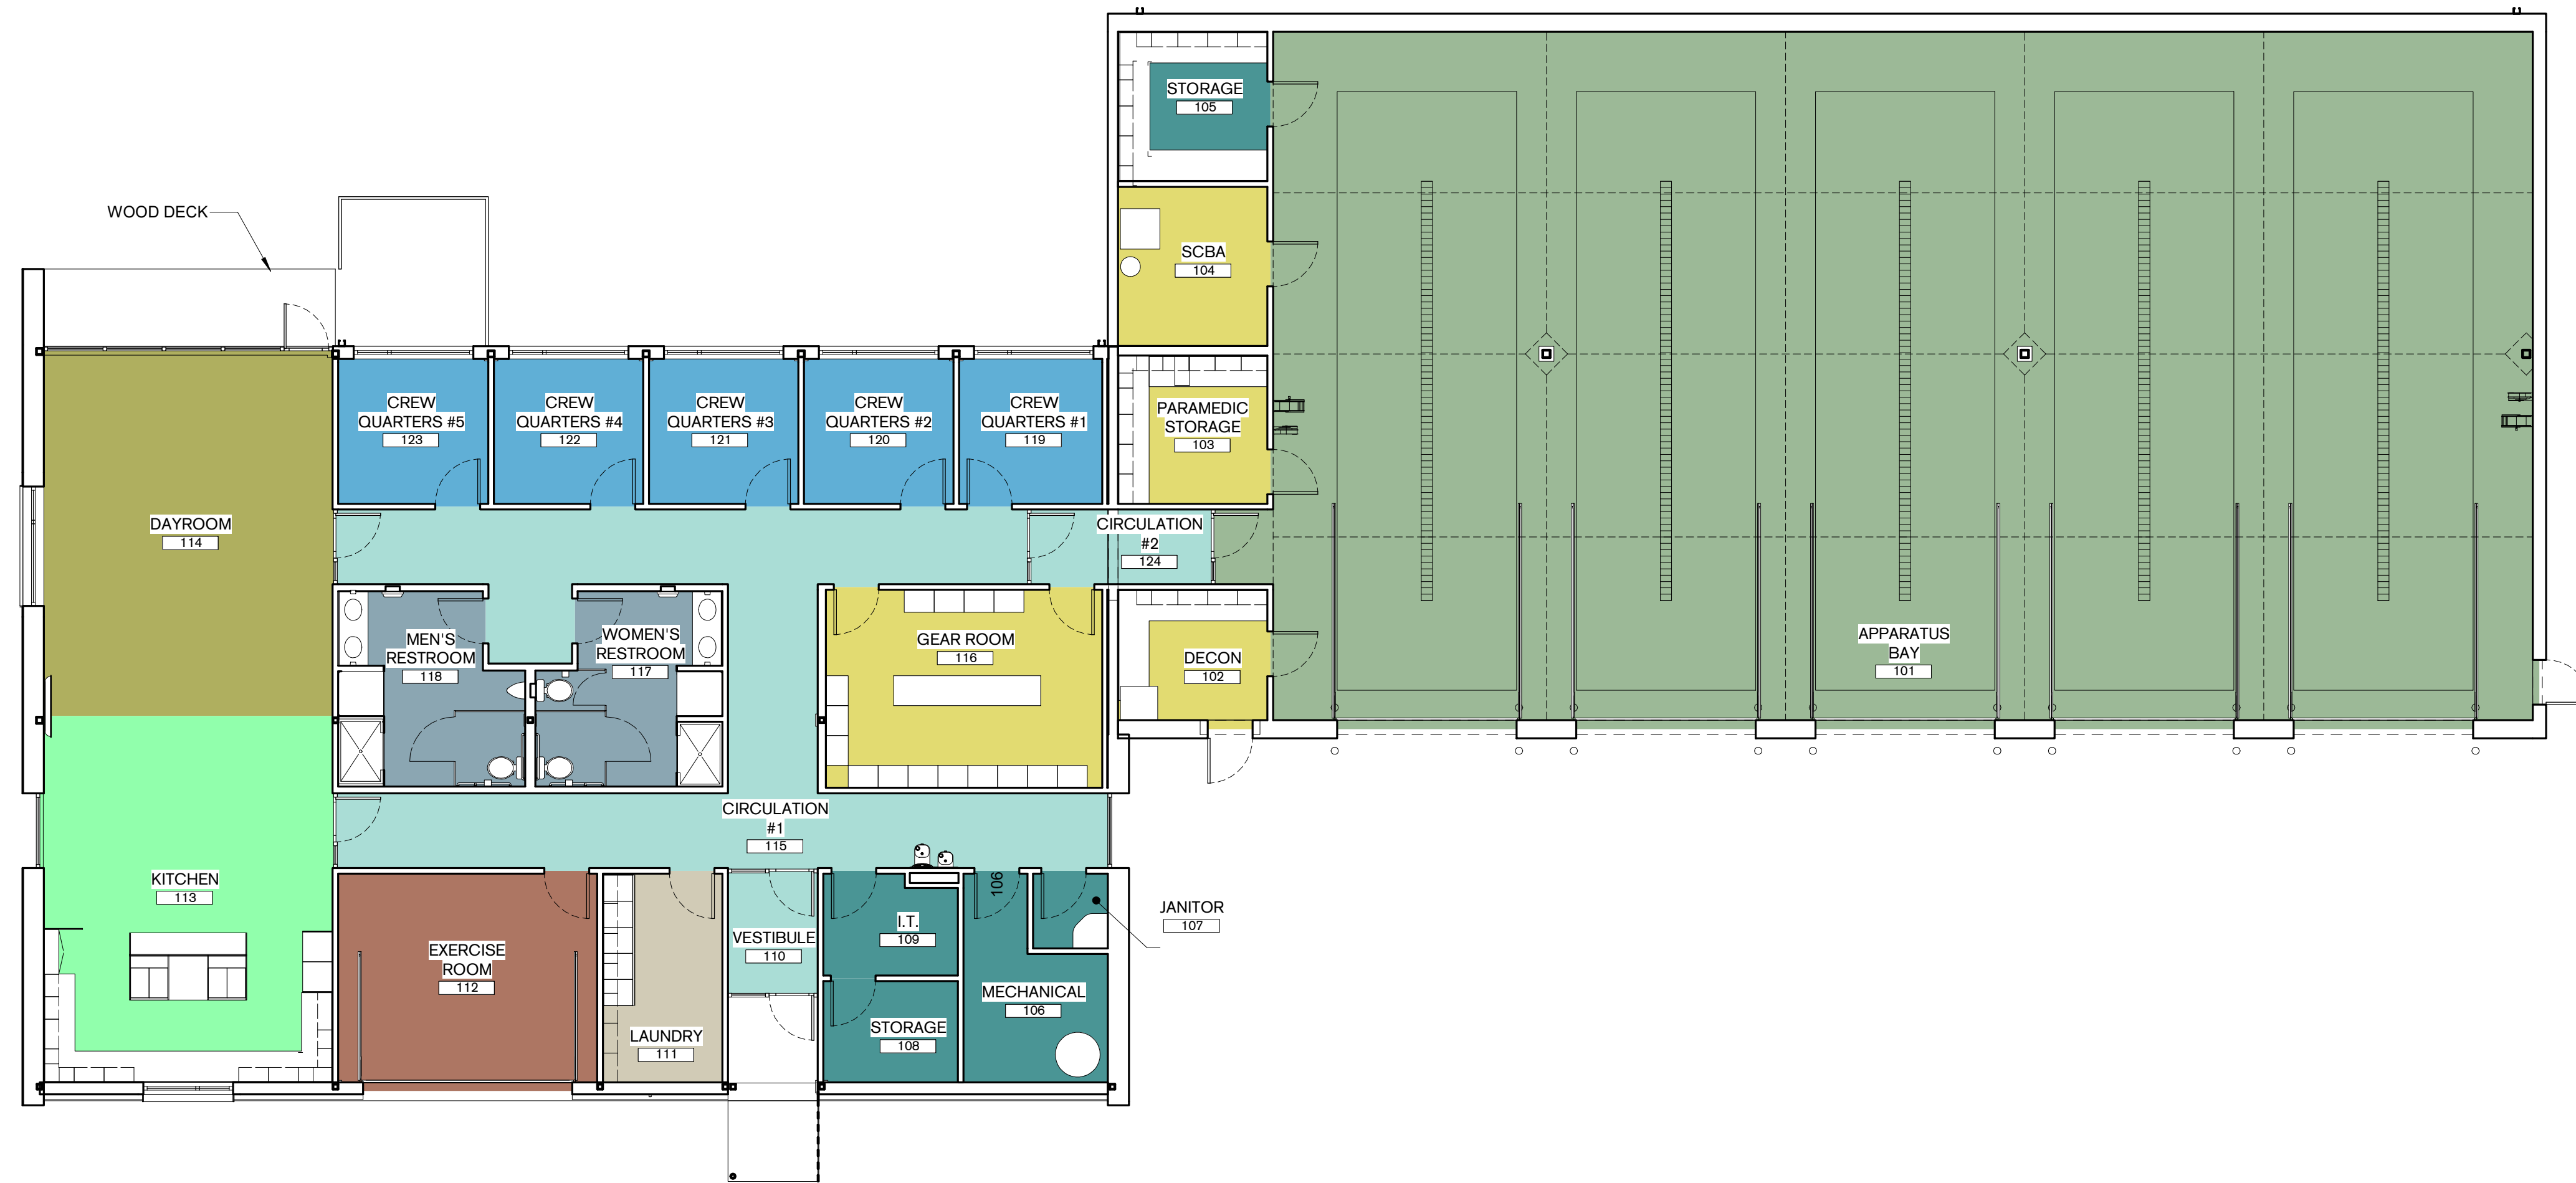 STORAGE
105
WOOD DECK
SCBA
104
CREW
QUARTERS #5
123
CREW
QUARTERS #4
122
CREW
QUARTERS #3
121
CREW
QUARTERS #2
120
CREW
QUARTERS #1
119
PARAMEDIC
STORAGE
103
DAYROOM
114
CIRCULATION
#2
124
MEN'S
RESTROOM
118
WOMEN'S
RESTROOM
117
GEAR ROOM
116
DECON
102
APPARATUS
BAY
101
CIRCULATION
#1
115
KITCHEN
113
EXERCISE
ROOM
112
LAUNDRY
111
VESTIBULE
110
I.T.
109
STORAGE
108
106
MECHANICAL
106
JANITOR
107